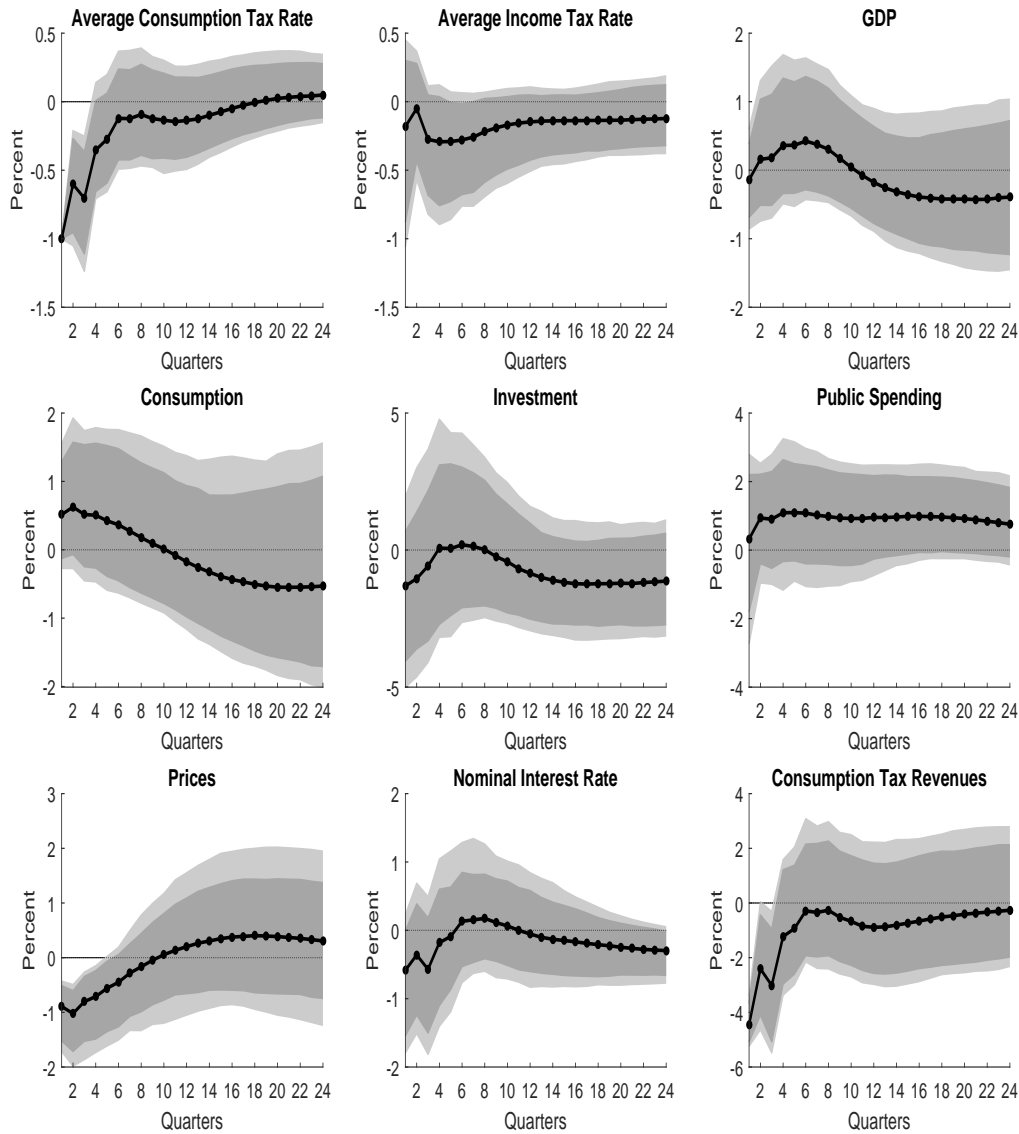 Average Consumption Tax Rate
0.5
0
-0.5
-1
-1.5
Percent
2 4 6 8 10 12 14 16 18 20 22 24
Quarters
Average Income Tax Rate
0.5
0
-0.5
-1
-1.5
Percent
2 4 6 8 10 12 14 16 18 20 22 24
Quarters
GDP
2
1
0
-1
-2
Percent
2 4 6 8 10 12 14 16 18 20 22 24
Quarters
Consumption
2
1
0
-1
-2
Percent
2 4 6 8 10 12 14 16 18 20 22 24
Quarters
Investment
5
0
-5
Percent
2 4 6 8 10 12 14 16 18 20 22 24
Quarters
Public Spending
4
2
0
-2
-4
Percent
2 4 6 8 10 12 14 16 18 20 22 24
Quarters
Prices
3
2
1
0
-1
-2
Percent
2 4 6 8 10 12 14 16 18 20 22 24
Quarters
Nominal Interest Rate
2
1
0
-1
-2
Percent
2 4 6 8 10 12 14 16 18 20 22 24
Quarters
Consumption Tax Revenues
4
2
0
-2
-4
-6
Percent
2 4 6 8 10 12 14 16 18 20 22 24
Quarters